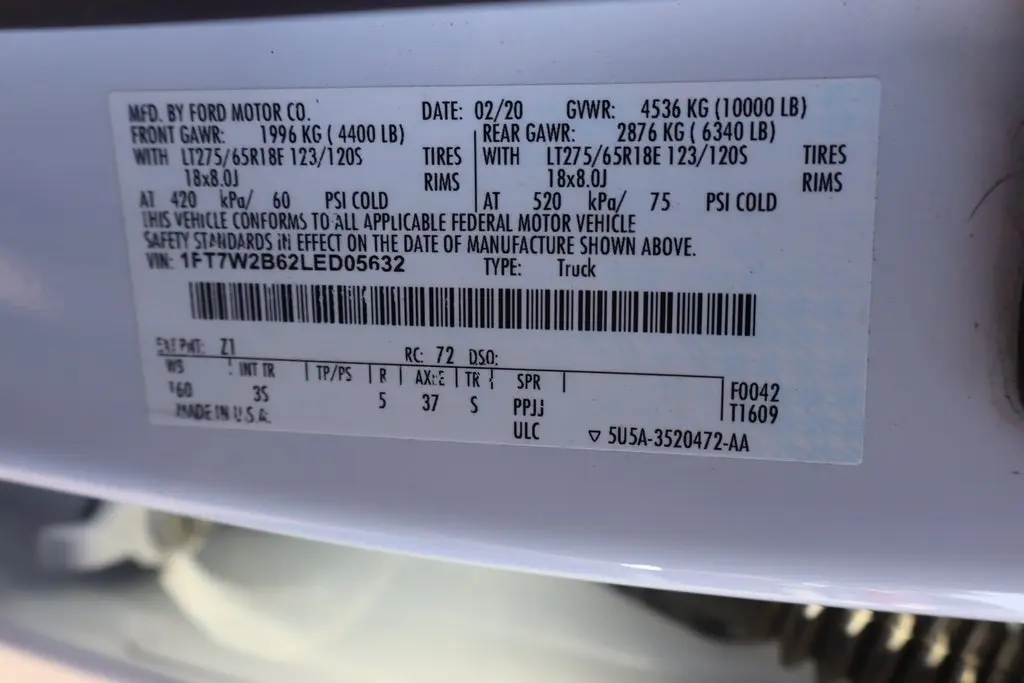 MFD. BY FORD MOTOR CO. DATE: 02/20 GVWR: 4536 KG (10000 LB)
FRONT GAWR: 1996 KG ( 4400 LB) REAR GAWR: 2876 KG ( 6340 LB)
WITH LT275/65R18E 123/120S TIRES WITH LT275/65R18E 123/120S TIRES
18x8.0J RIMS 18x8.0J RIMS
AT 420 kPa/ 60 PSI COLD AT 520 kPa/ 75 PSI COLD
THIS VEHICLE CONFORMS TO ALL APPLICABLE FEDERAL MOTOR VEHICLE
SAFETY STANDARDS IN EFFECT ON THE DATE OF MANUFACTURE SHOWN ABOVE.
VIN: 1FT7W2B62LED05632 TYPE: Truck
EXT PNT: Z1 RC: 72 DSO:
WB INT TR TP/PS R AXLE TR SPR F0042
160 3S 5 37 S PPJJ T1609
MADE IN U.S.A. ULC ▽ 5U5A-3520472-AA